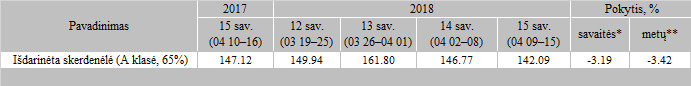 Pavadinimas 2017 2018 Pokytis, %
15 sav. (04 10–16) 12 sav. (03 19–25) 13 sav. (03 26–04 01) 14 sav. (04 02–08) 15 sav. (04 09–15) savaitės* metų**
Išdarinėta skerdenėlė (A klasė, 65%) 147.12 149.94 161.80 146.77 142.09 -3.19 -3.42